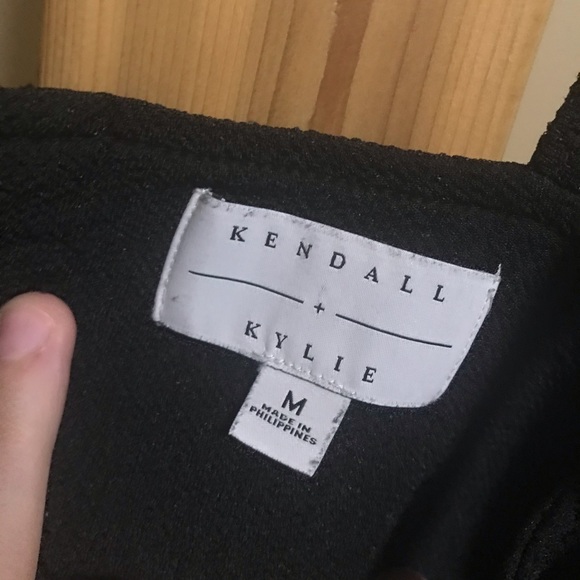 KENDALL
+
KYLIE
M
MADE IN
PHILIPPINES